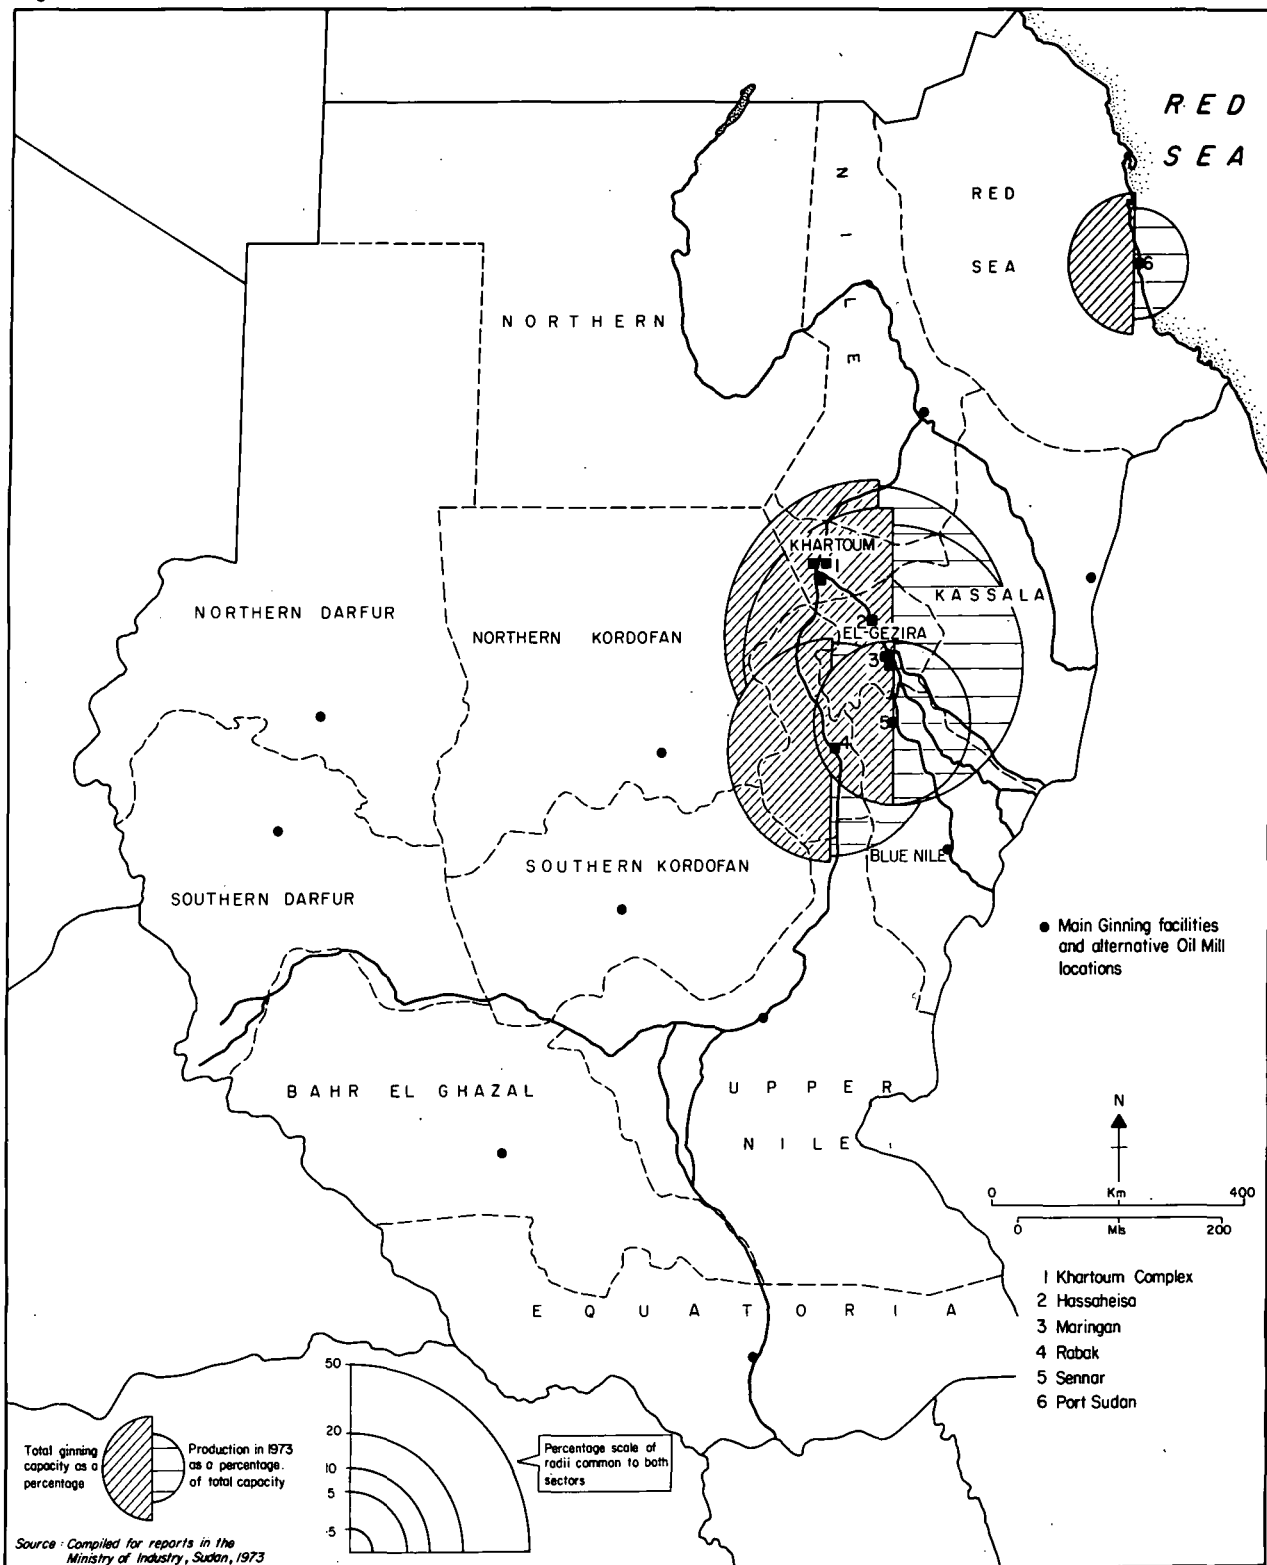 RED
SEA
RED
SEA
NILE
NORTHERN
6
KHARTOUM
1
KASSALA
2
EL-GEZIRA
3
NORTHERN DARFUR
NORTHERN KORDOFAN
5
4
BLUE NILE
SOUTHERN KORDOFAN
SOUTHERN DARFUR
Main Ginning facilities
and alternative Oil Mill
locations
BAHR EL GHAZAL
UPPER
NILE
N
0 Km 400
0 Mls 200
EQUATORIA
1 Khartoum Complex
2 Hassaheisa
3 Maringan
4 Rabak
5 Sennar
6 Port Sudan
50
20
10
5
·5
Total ginning
capacity as a
percentage
Production in 1973
as a percentage.
of total capacity
Percentage scale of
radii common to both
sectors
Source : Compiled for reports in the
Ministry of Industry, Sudan, 1973